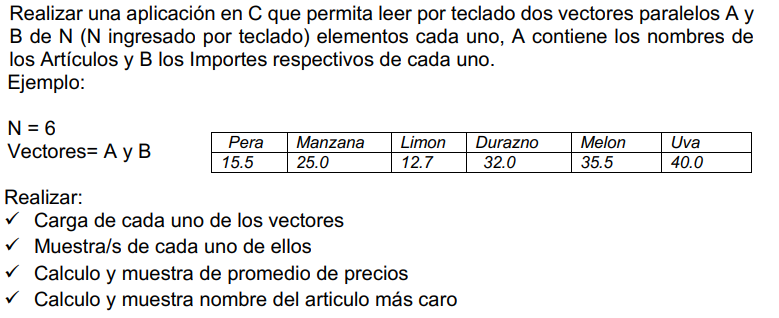 Realizar una aplicación en C que permita leer por teclado dos vectores paralelos A y
B de N (N ingresado por teclado) elementos cada uno, A contiene los nombres de
los Artículos y B los Importes respectivos de cada uno.
Ejemplo:
N = 6
Vectores= A y B
Pera Manzana Limon Durazno Melon Uva
15.5 25.0 12.7 32.0 35.5 40.0
Realizar:
✓ Carga de cada uno de los vectores
✓ Muestra/s de cada uno de ellos
✓ Calculo y muestra de promedio de precios
✓ Calculo y muestra nombre del articulo más caro